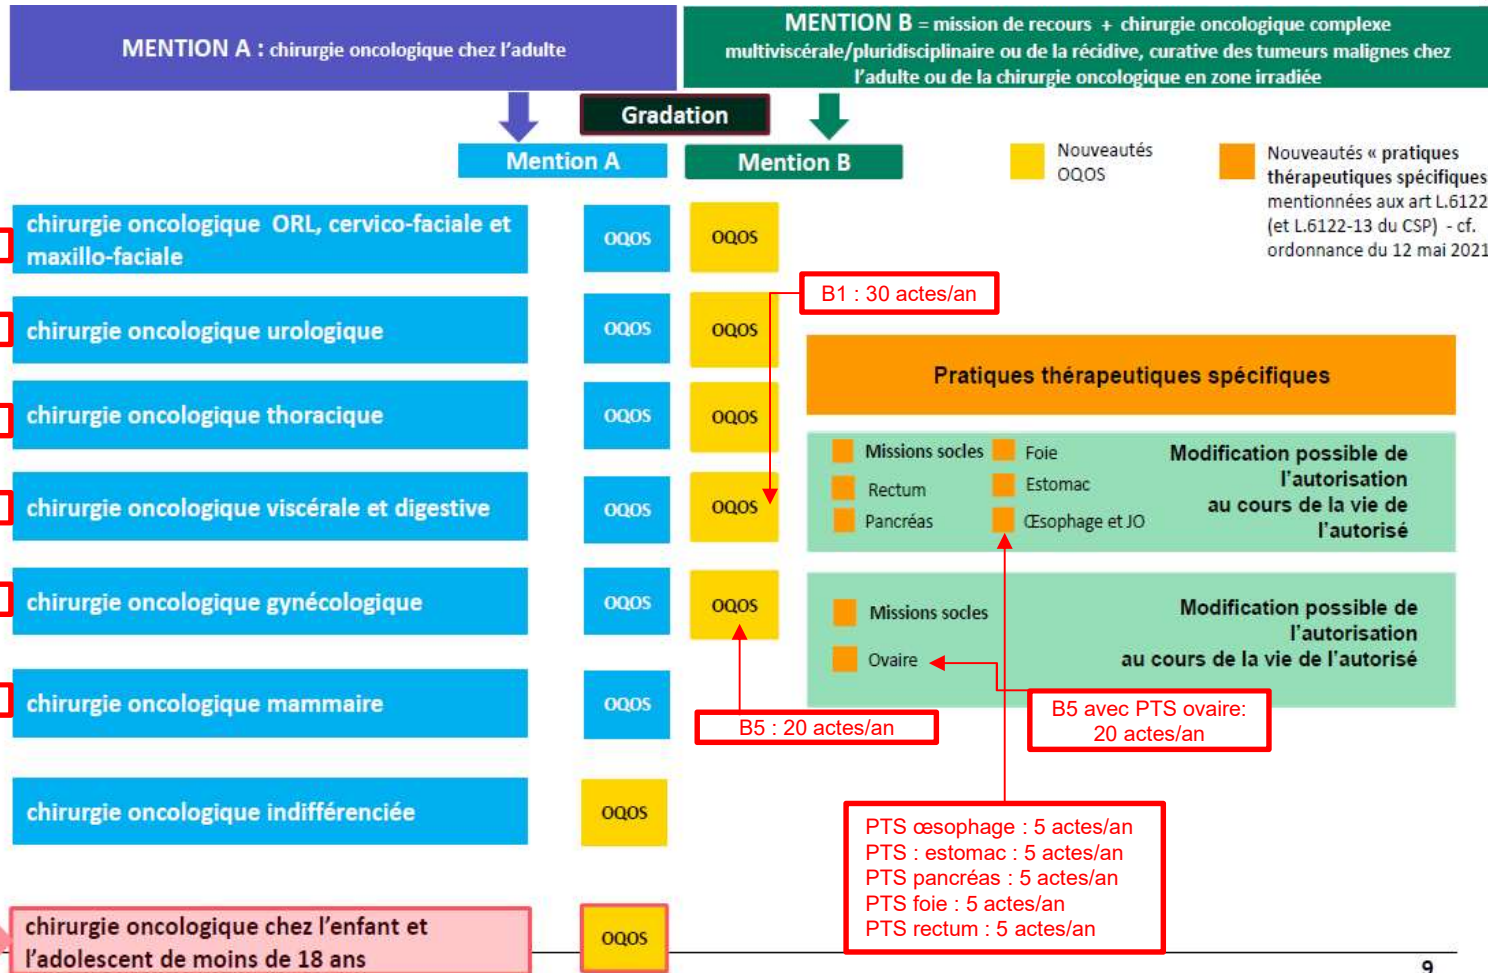 MENTION A : chirurgie oncologique chez l'adulte
MENTION B = mission de recours + chirurgie oncologique complexe
multiviscérale/pluridisciplinaire ou de la récidive, curative des tumeurs malignes chez
l'adulte ou de la chirurgie oncologique en zone irradiée
Gradation
Mention A
Mention B
Nouveautés
OQOS
Nouveautés « pratiques
thérapeutiques spécifiques
mentionnées aux art L.6122
(et L.6122-13 du CSP) - cf.
ordonnance du 12 mai 2021
chirurgie oncologique ORL, cervico-faciale et
maxillo-faciale
OQOS
OQOS
B1 : 30 actes/an
chirurgie oncologique urologique
OQOS
OQOS
Pratiques thérapeutiques spécifiques
chirurgie oncologique thoracique
OQOS
OQOS
Missions socles
Foie
Rectum
Estomac
Pancréas
Œsophage et JO
Modification possible de
l'autorisation
au cours de la vie de
l'autorisé
chirurgie oncologique viscérale et digestive
OQOS
OQOS
chirurgie oncologique gynécologique
OQOS
OQOS
Missions socles
Ovaire
Modification possible de
l'autorisation
au cours de la vie de l'autorisé
chirurgie oncologique mammaire
OQOS
B5 : 20 actes/an
B5 avec PTS ovaire:
20 actes/an
chirurgie oncologique indifférenciée
OQOS
PTS œsophage : 5 actes/an
PTS : estomac : 5 actes/an
PTS pancréas : 5 actes/an
PTS foie : 5 actes/an
PTS rectum : 5 actes/an
chirurgie oncologique chez l'enfant et
l'adolescent de moins de 18 ans
OQOS
9